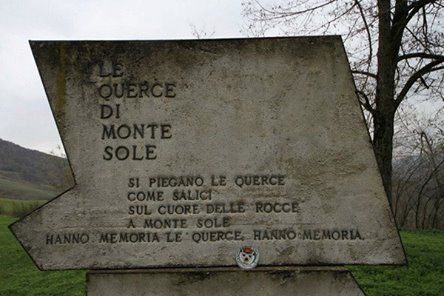 LE
QUERCE
DI
MONTE
SOLE
SI PIEGANO LE QUERCE
COME SALICI
SUL CUORE DELLE ROCCE
A MONTE SOLE
HANNO MEMORIA LE QUERCE, HANNO MEMORIA.